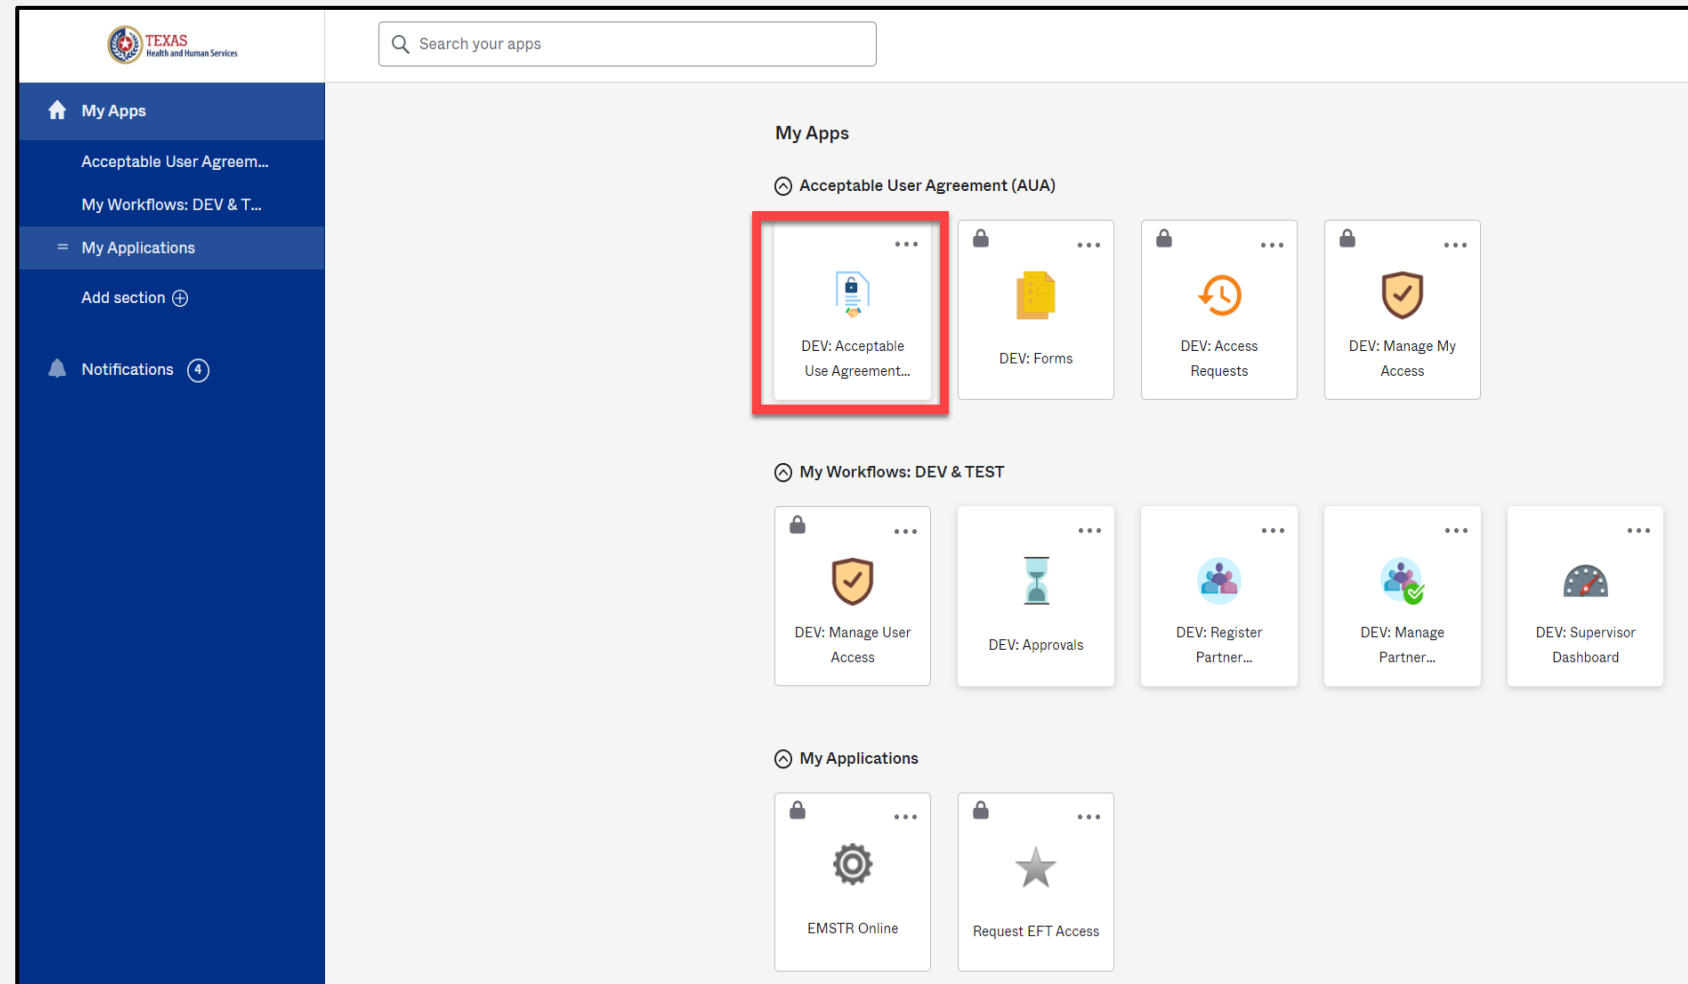 TEXAS
Health and Human Services
Search your apps
My Apps
Acceptable User Agreem...
My Workflows: DEV & T...
My Applications
Add section
Notifications 4
My Apps
Acceptable User Agreement (AUA)
DEV: Acceptable
Use Agreement...
DEV: Forms
DEV: Access
Requests
DEV: Manage My
Access
My Workflows: DEV & TEST
DEV: Manage User
Access
DEV: Approvals
DEV: Register
Partner...
DEV: Manage
Partner...
DEV: Supervisor
Dashboard
My Applications
EMSTR Online
Request EFT Access